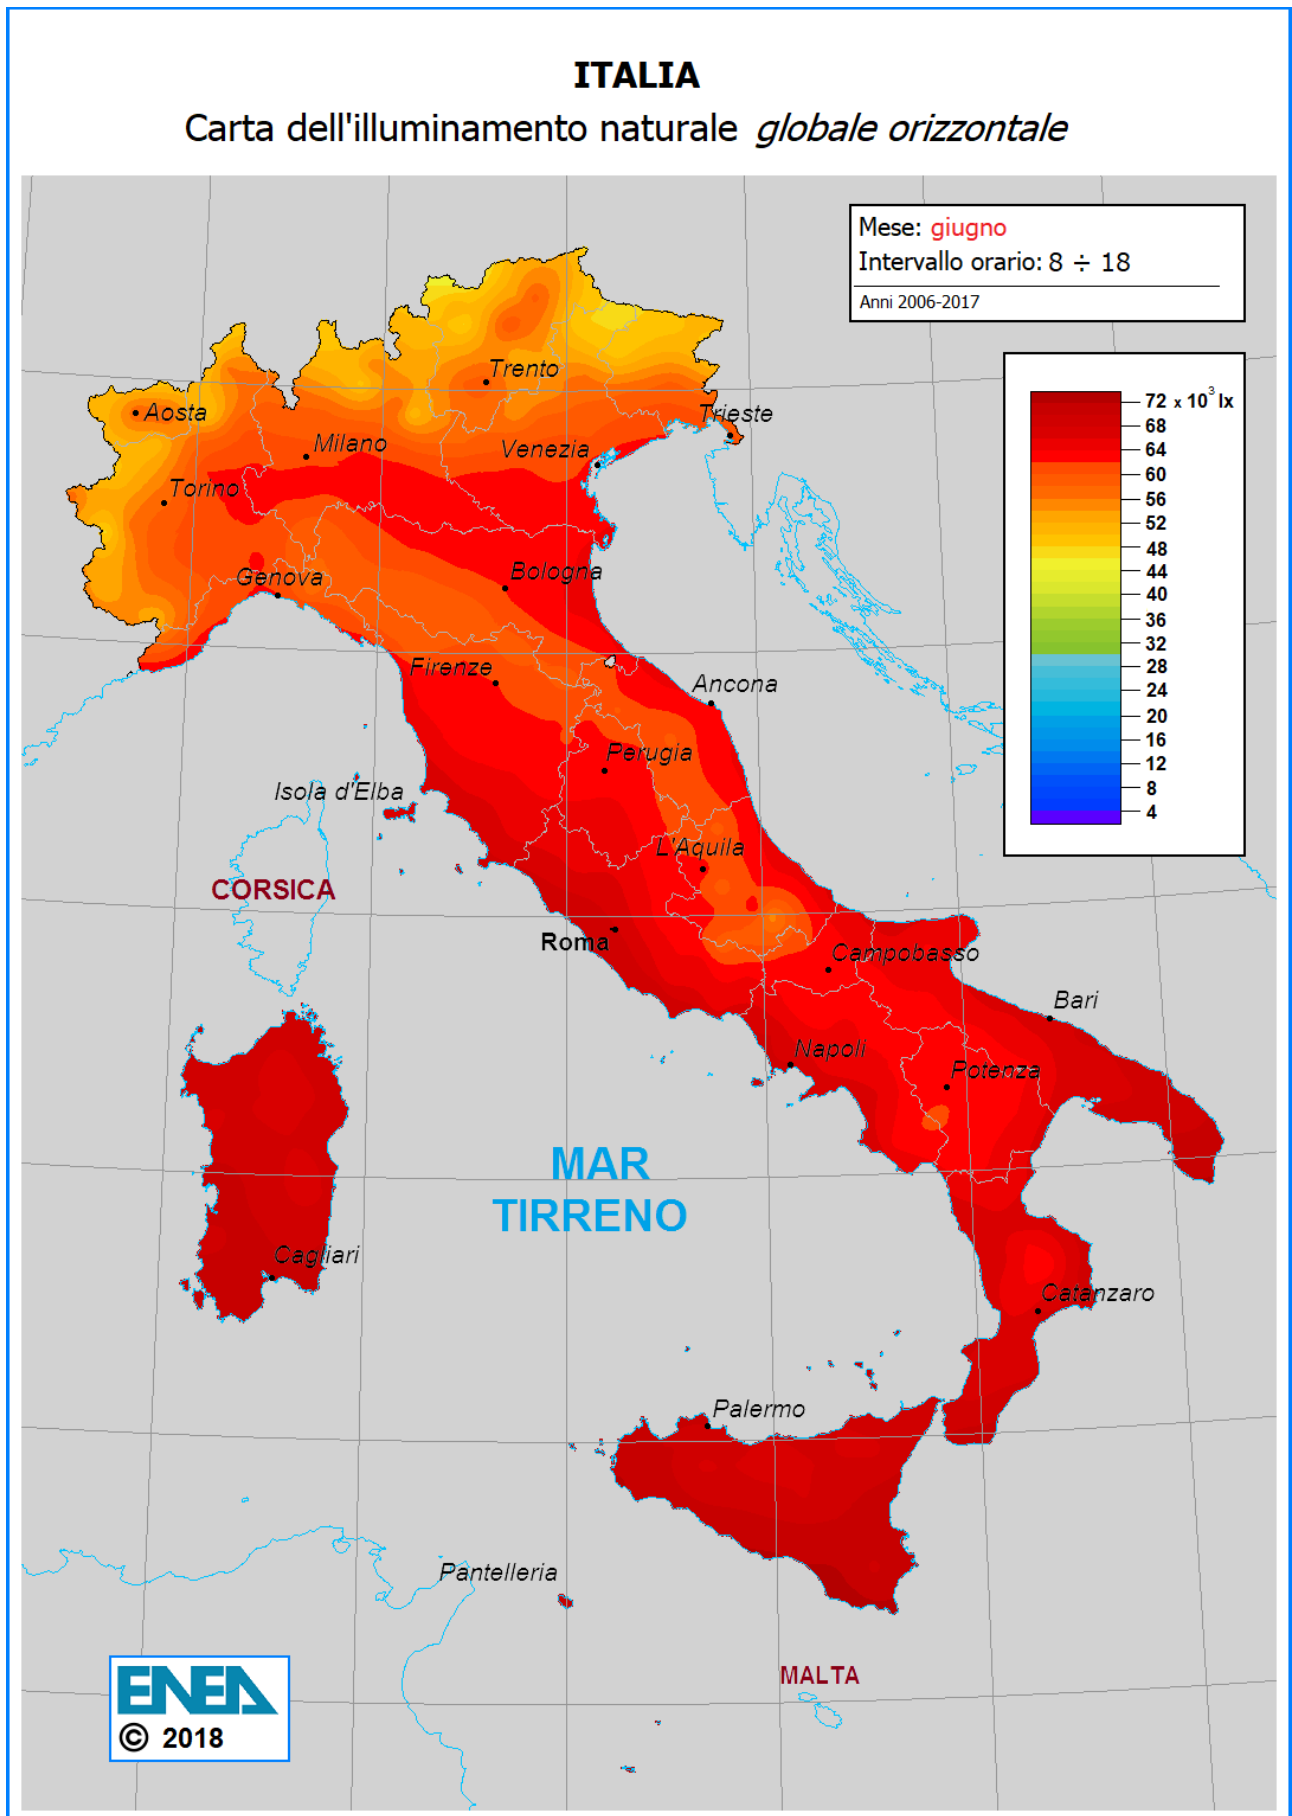 ITALIA
Carta dell'illuminamento naturale globale orizzontale
Mese: giugno
Intervallo orario: 8 ÷ 18
Anni 2006-2017
72 x 10³ lx
68
64
60
56
52
48
44
40
36
32
28
24
20
16
12
8
4
Trento
Aosta
Trieste
Milano
Venezia
Torino
Bologna
Genova
Firenze
Ancona
Perugia
Isola d'Elba
L'Aquila
CORSICA
Roma
Campobasso
Bari
Napoli
Potenza
MAR
TIRRENO
Cagliari
Catanzaro
Palermo
Pantelleria
MALTA
ENEA
© 2018